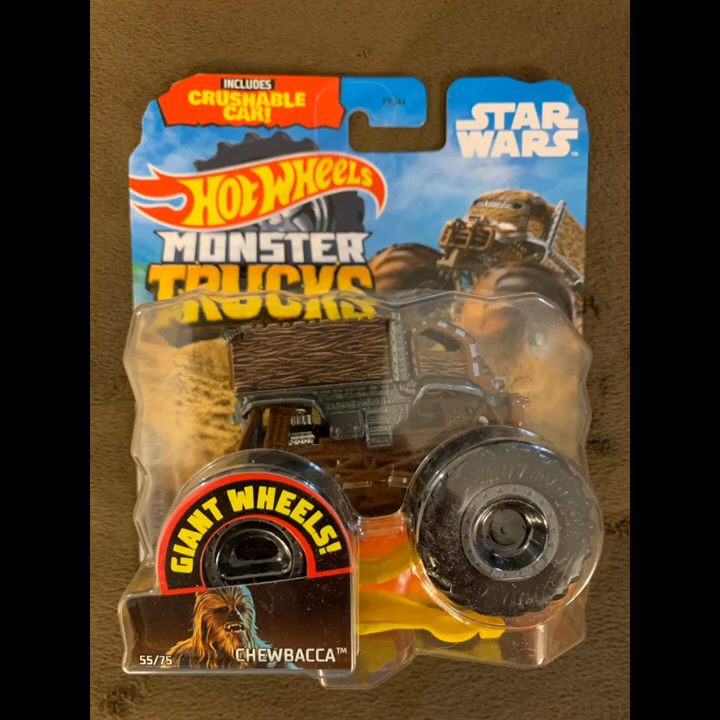 INCLUDES
CRUSHABLE
CAR!
STAR
WARS
HOT WHEELS
MONSTER
TRUCKS
GIANT WHEELS!
55/75
CHEWBACCA™